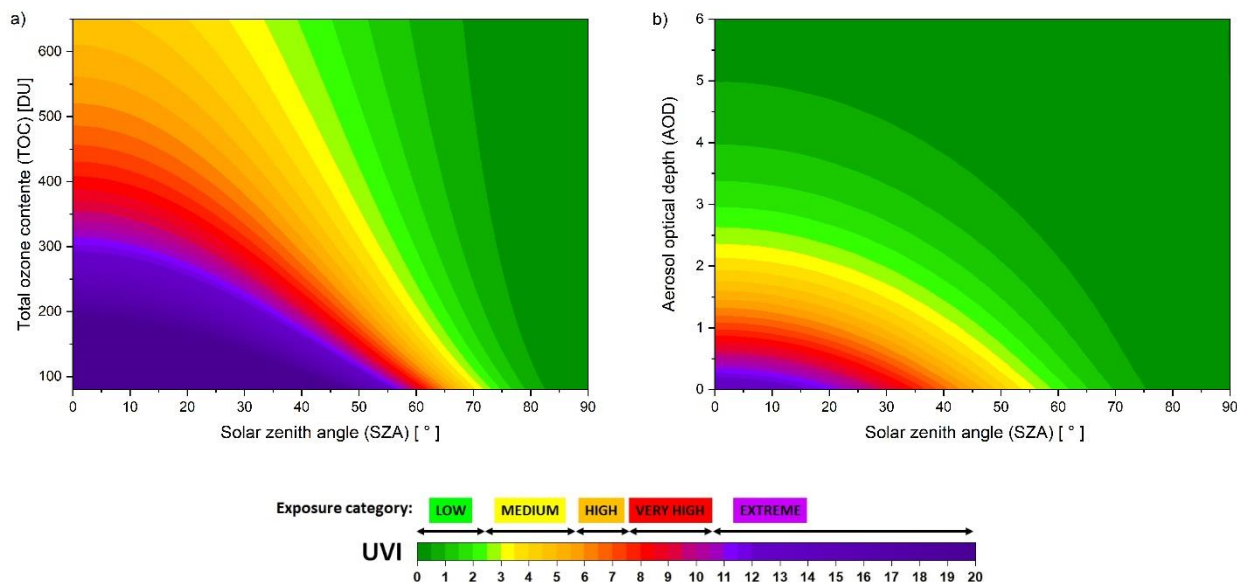 a)
600
500
400
300
200
100
Total ozone contente (TOC) [DU]
0 10 20 30 40 50 60 70 80 90
Solar zenith angle (SZA) [ ° ]
b)
6
5
4
3
2
1
0
Aerosol optical depth (AOD)
0 10 20 30 40 50 60 70 80 90
Solar zenith angle (SZA) [ ° ]
Exposure category: LOW MEDIUM HIGH VERY HIGH EXTREME
UVI
0 1 2 3 4 5 6 7 8 9 10 11 12 13 14 15 16 17 18 19 20